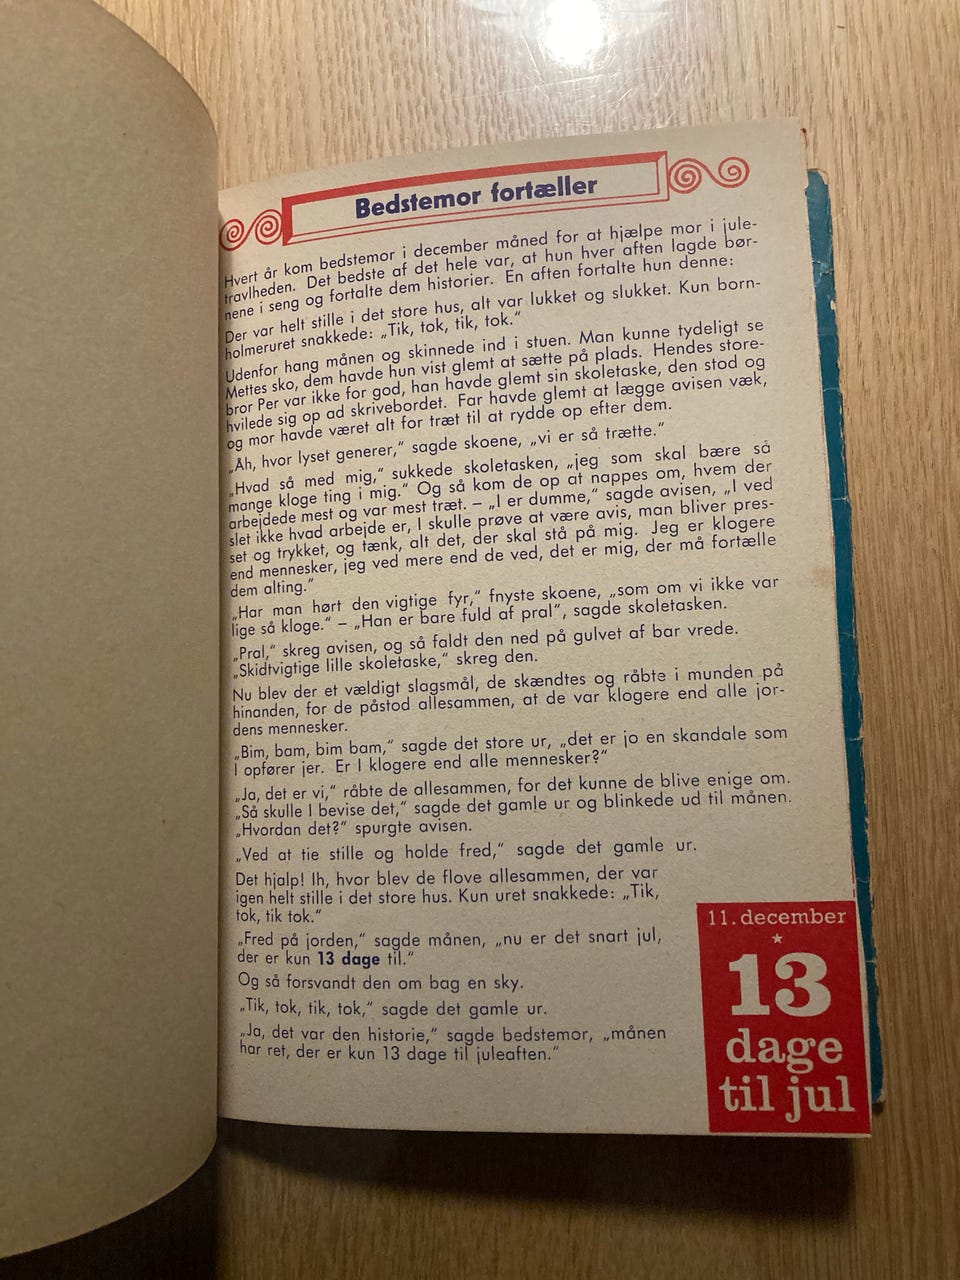 Bedstemor fortæller
Hvert år kom bedstemor i december måned for at hjælpe mor i jule-
travlheden. Det bedste af det hele var, at hun hver aften lagde bør-
nene i seng og fortalte dem historier. En aften fortalte hun denne:
Der var helt stille i det store hus, alt var lukket og slukket. Kun born-
holmeruret snakkede: „Tik, tok, tik, tok.“
Udenfor hang månen og skinnede ind i stuen. Man kunne tydeligt se
Mettes sko, dem havde hun vist glemt at sætte på plads. Hendes store-
bror Per var ikke for god, han havde glemt sin skoletaske, den stod og
hvilede sig op ad skrivebordet. Far havde glemt at lægge avisen væk,
og mor havde været alt for træt til at rydde op efter dem.
„Åh, hvor lyset generer,“ sagde skoene, „vi er så trætte.“
„Hvad så med mig,“ sukkede skoletasken, „jeg som skal bære så
mange kloge ting i mig.“ Og så kom de op at nappes om, hvem der
arbejdede mest og var mest træt. – „I er dumme,“ sagde avisen, „I ved
slet ikke hvad arbejde er, I skulle prøve at være avis, man bliver pres-
set og trykket, og tænk, alt det, der skal stå på mig. Jeg er klogere
end mennesker, jeg ved mere end de ved, det er mig, der må fortælle
dem alting.“
„Har man hørt den vigtige fyr,“ fnyste skoene, „som om vi ikke var
lige så kloge.“ – „Han er bare fuld af pral“, sagde skoletasken.
„Pral,“ skreg avisen, og så faldt den ned på gulvet af bar vrede.
„Skidtvigtige lille skoletaske,“ skreg den.
Nu blev der et vældigt slagsmål, de skændtes og råbte i munden på
hinanden, for de påstod allesammen, at de var klogere end alle jor-
dens mennesker.
„Bim, bam, bim bam,“ sagde det store ur, „det er jo en skandale som
I opfører jer. Er I klogere end alle mennesker?“
„Ja, det er vi,“ råbte de allesammen, for det kunne de blive enige om.
„Så skulle I bevise det,“ sagde det gamle ur og blinkede ud til månen.
„Hvordan det?“ spurgte avisen.
„Ved at tie stille og holde fred,“ sagde det gamle ur.
Det hjalp! Ih, hvor blev de flove allesammen, der var
igen helt stille i det store hus. Kun uret snakkede: „Tik,
tok, tik tok.“
„Fred på jorden,“ sagde månen, „nu er det snart jul,
der er kun 13 dage til.“
Og så forsvandt den om bag en sky.
„Tik, tok, tik, tok,“ sagde det gamle ur.
„Ja, det var den historie,“ sagde bedstemor, „månen
har ret, der er kun 13 dage til juleaften.“
11. december
13
dage
til jul